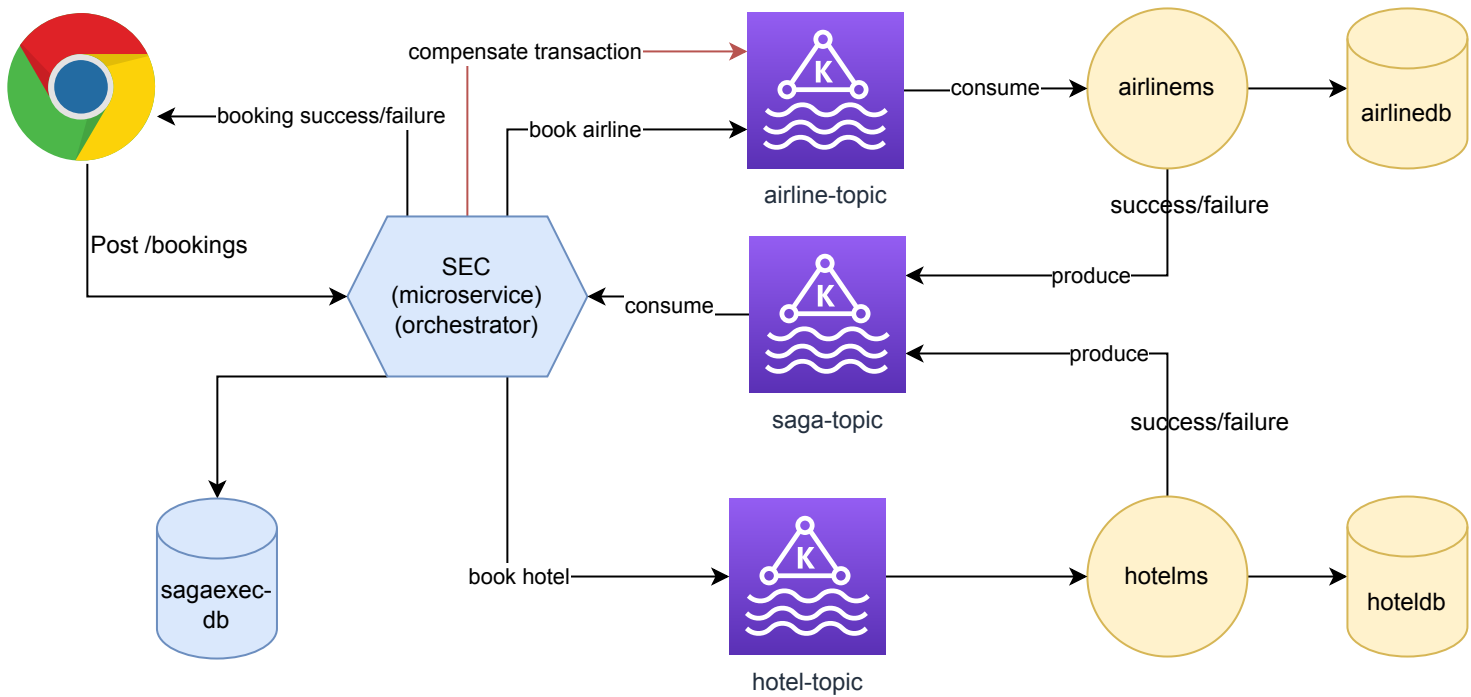 compensate transaction
booking success/failure
book airline
K
airline-topic
consume
airlinems
airlinedb
success/failure
Post /bookings
SEC
(microservice)
(orchestrator)
consume
K
saga-topic
produce
produce
success/failure
sagaexec-
db
book hotel
K
hotel-topic
hotelms
hoteldb